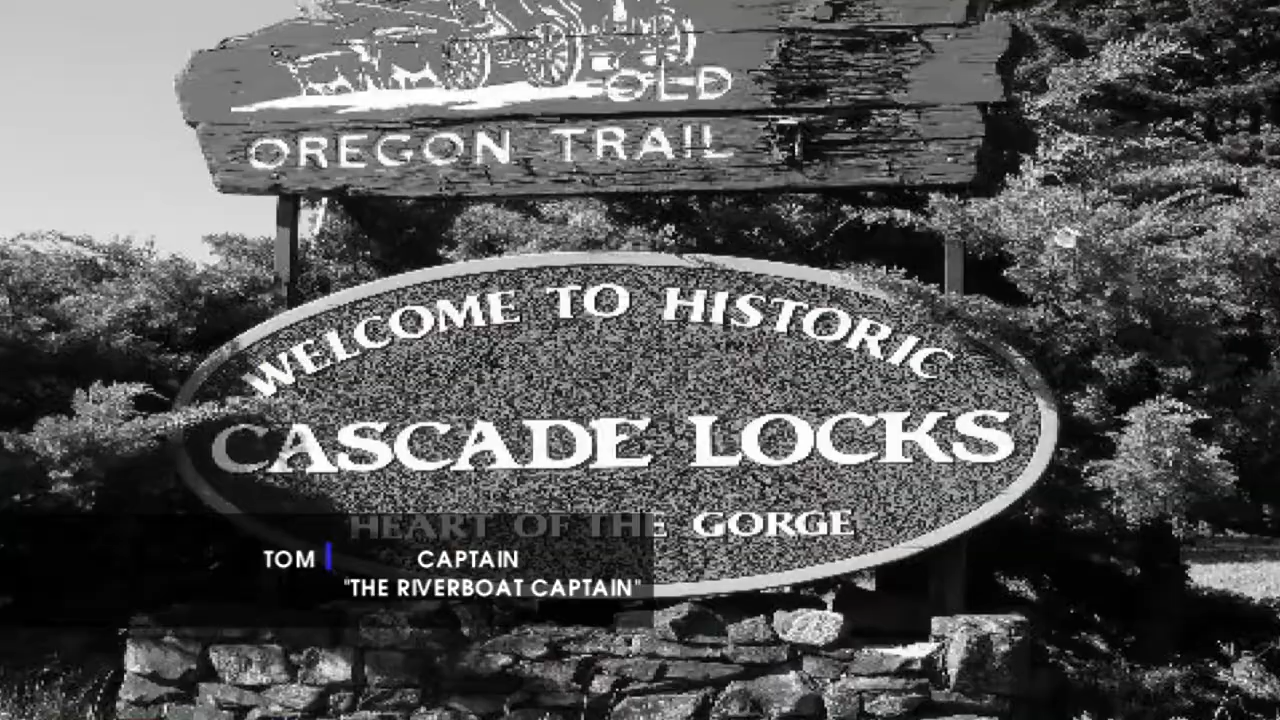 OLD
OREGON TRAIL
WELCOME TO HISTORIC
CASCADE LOCKS
HEART OF THE GORGE
TOM CAPTAIN
"THE RIVERBOAT CAPTAIN"